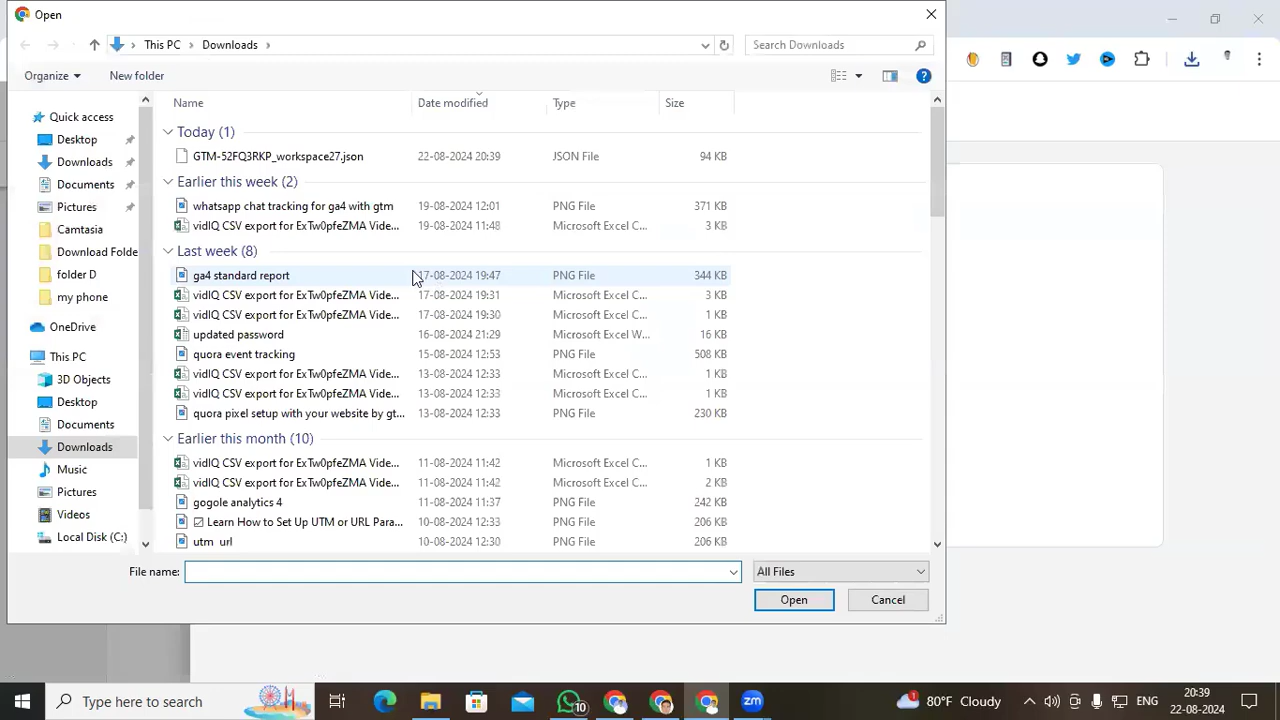 Open
This PC
Downloads
Search Downloads
Organize
New folder
Name
Date modified
Type
Size
Quick access
Desktop
Downloads
Documents
Pictures
Camtasia
Download Folde
folder D
my phone
OneDrive
This PC
3D Objects
Desktop
Documents
Downloads
Music
Pictures
Videos
Local Disk (C:)
Today (1)
GTM-52FQ3RKP_workspace27.json 22-08-2024 20:39 JSON File 94 KB
Earlier this week (2)
whatsapp chat tracking for ga4 with gtm 19-08-2024 12:01 PNG File 371 KB
vidIQ CSV export for ExTw0pfeZMA Vide... 19-08-2024 11:48 Microsoft Excel C... 3 KB
Last week (8)
ga4 standard report 17-08-2024 19:47 PNG File 344 KB
vidIQ CSV export for ExTw0pfeZMA Vide... 17-08-2024 19:31 Microsoft Excel C... 3 KB
vidIQ CSV export for ExTw0pfeZMA Vide... 17-08-2024 19:30 Microsoft Excel C... 1 KB
updated password 16-08-2024 21:29 Microsoft Excel W... 16 KB
quora event tracking 15-08-2024 12:53 PNG File 508 KB
vidIQ CSV export for ExTw0pfeZMA Vide... 13-08-2024 12:33 Microsoft Excel C... 1 KB
vidIQ CSV export for ExTw0pfeZMA Vide... 13-08-2024 12:33 Microsoft Excel C... 1 KB
quora pixel setup with your website by gt... 13-08-2024 12:33 PNG File 230 KB
Earlier this month (10)
vidIQ CSV export for ExTw0pfeZMA Vide... 11-08-2024 11:42 Microsoft Excel C... 1 KB
vidIQ CSV export for ExTw0pfeZMA Vide... 11-08-2024 11:42 Microsoft Excel C... 2 KB
gogole analytics 4 11-08-2024 11:37 PNG File 242 KB
☑ Learn How to Set Up UTM or URL Para... 10-08-2024 12:33 PNG File 206 KB
utm url 10-08-2024 12:30 PNG File 206 KB
File name:
All Files
Open
Cancel
Type here to search
10
1
80°F Cloudy
ENG
20:39
22-08-2024